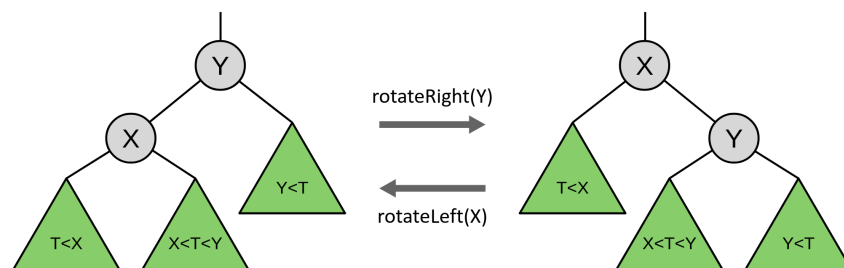 Y
X
X
Y
rotateRight(Y)
rotateLeft(X)
Y<T
T<X
T<X
X<T<Y
X<T<Y
Y<T